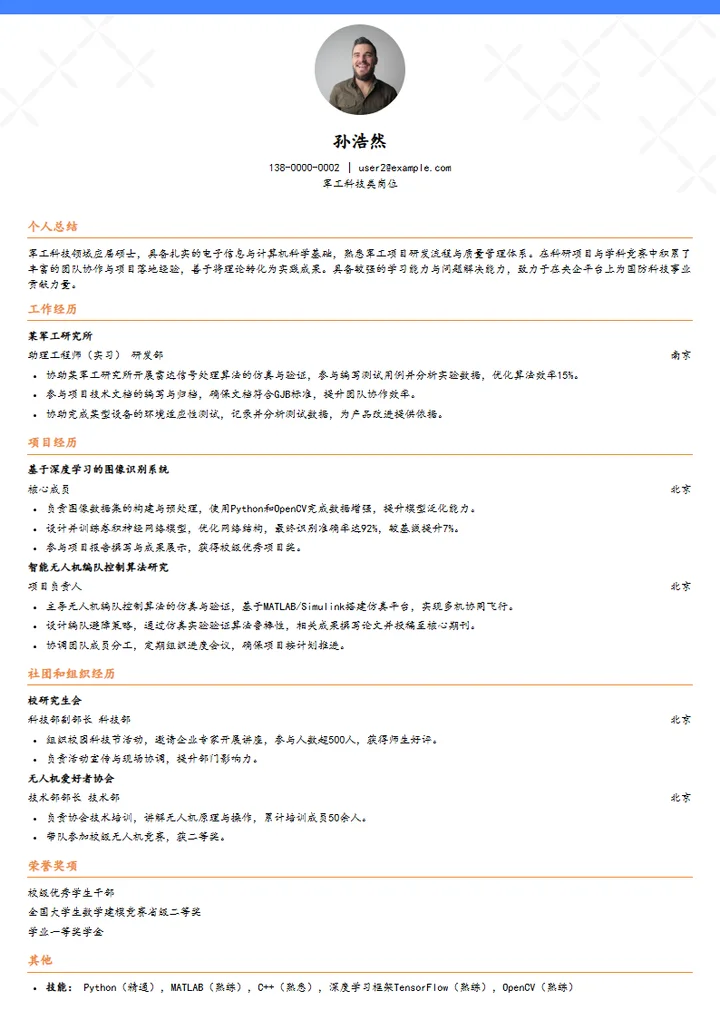 孙浩然
138-0000-0002 | user2@example.com
军工科技类岗位
个人总结
军工科技领域应届硕士，具备扎实的电子信息与计算机科学基础，熟悉军工项目研发流程与质量管理体系。在科研项目与学科竞赛中积累了
丰富的团队协作与项目落地经验，善于将理论转化为实践成果。具备较强的学习能力与问题解决能力，致力于在央企平台上为国防科技事业
贡献力量。
工作经历
某军工研究所
助理工程师（实习） 研发部 南京
• 协助某军工研究所开展雷达信号处理算法的仿真与验证，参与编写测试用例并分析实验数据，优化算法效率15%。
• 参与项目技术文档的编写与归档，确保文档符合GJB标准，提升团队协作效率。
• 协助完成某型设备的环境适应性测试，记录并分析测试数据，为产品改进提供依据。
项目经历
基于深度学习的图像识别系统
核心成员 北京
• 负责图像数据集的构建与预处理，使用Python和OpenCV完成数据增强，提升模型泛化能力。
• 设计并训练卷积神经网络模型，优化网络结构，最终识别准确率达92%，较基线提升7%。
• 参与项目报告撰写与成果展示，获得校级优秀项目奖。
智能无人机编队控制算法研究
项目负责人 北京
• 主导无人机编队控制算法的仿真与验证，基于MATLAB/Simulink搭建仿真平台，实现多机协同飞行。
• 设计编队避障策略，通过仿真实验验证算法鲁棒性，相关成果撰写论文并投稿至核心期刊。
• 协调团队成员分工，定期组织进度会议，确保项目按计划推进。
社团和组织经历
校研究生会
科技部副部长 科技部 北京
• 组织校园科技节活动，邀请企业专家开展讲座，参与人数超500人，获得师生好评。
• 负责活动宣传与现场协调，提升部门影响力。
无人机爱好者协会
技术部部长 技术部 北京
• 负责协会技术培训，讲解无人机原理与操作，累计培训成员50余人。
• 带队参加校级无人机竞赛，获二等奖。
荣誉奖项
校级优秀学生干部
全国大学生数学建模竞赛省级二等奖
学业一等奖学金
其他
• 技能： Python（精通），MATLAB（熟练），C++（熟悉），深度学习框架TensorFlow（熟练），OpenCV（熟练）